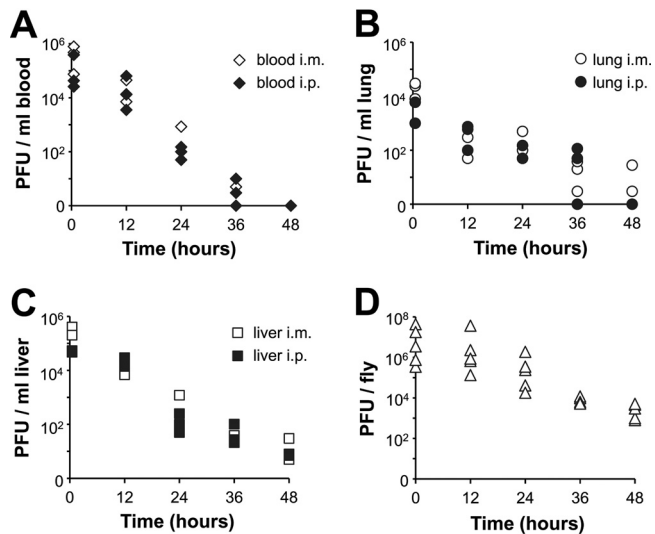 A
PFU / ml blood
10⁶
10⁴
10²
0
0 12 24 36 48
Time (hours)
blood i.m.
blood i.p.
B
PFU / ml lung
10⁶
10⁴
10²
0
0 12 24 36 48
Time (hours)
lung i.m.
lung i.p.
C
PFU / ml liver
10⁶
10⁴
10²
0
0 12 24 36 48
Time (hours)
liver i.m.
liver i.p.
D
PFU / fly
10⁸
10⁶
10⁴
10²
0
0 12 24 36 48
Time (hours)